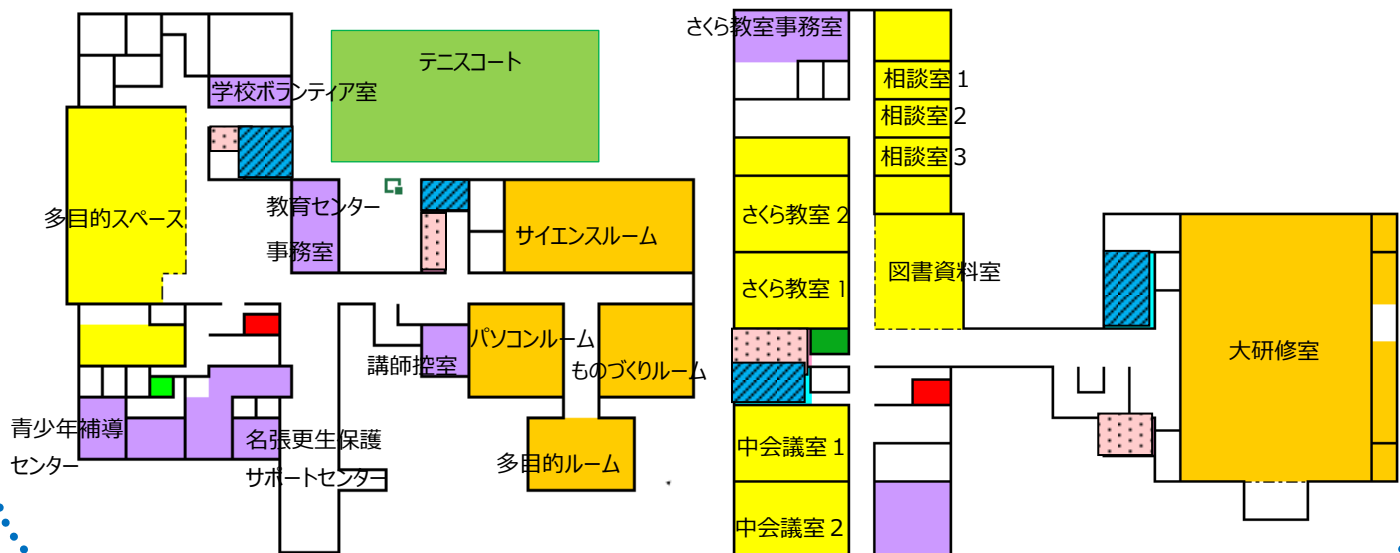 テニスコート
学校ボランティア室
多目的スペース
教育センター
事務室
サイエンスルーム
パソコンルーム
講師控室
ものづくりルーム
青少年補導
センター
名張更生保護
サポートセンター
多目的ルーム
さくら教室事務室
相談室1
相談室2
相談室3
さくら教室2
さくら教室1
図書資料室
大研修室
中会議室1
中会議室2